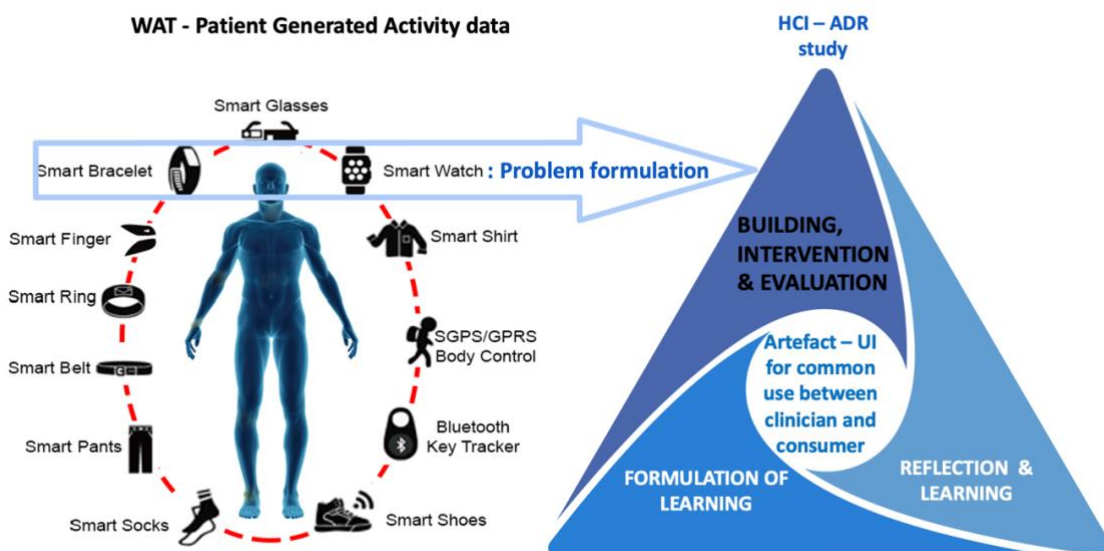 WAT - Patient Generated Activity data
HCI – ADR
study
Smart Glasses
Smart Bracelet
Smart Watch : Problem formulation
Smart Finger
Smart Shirt
Smart Ring
SGPS/GPRS
Body Control
Smart Belt
Bluetooth
Key Tracker
Smart Pants
Smart Socks
Smart Shoes
BUILDING,
INTERVENTION
& EVALUATION
Artefact – UI
for common
use between
clinician and
consumer
FORMULATION OF
LEARNING
REFLECTION &
LEARNING